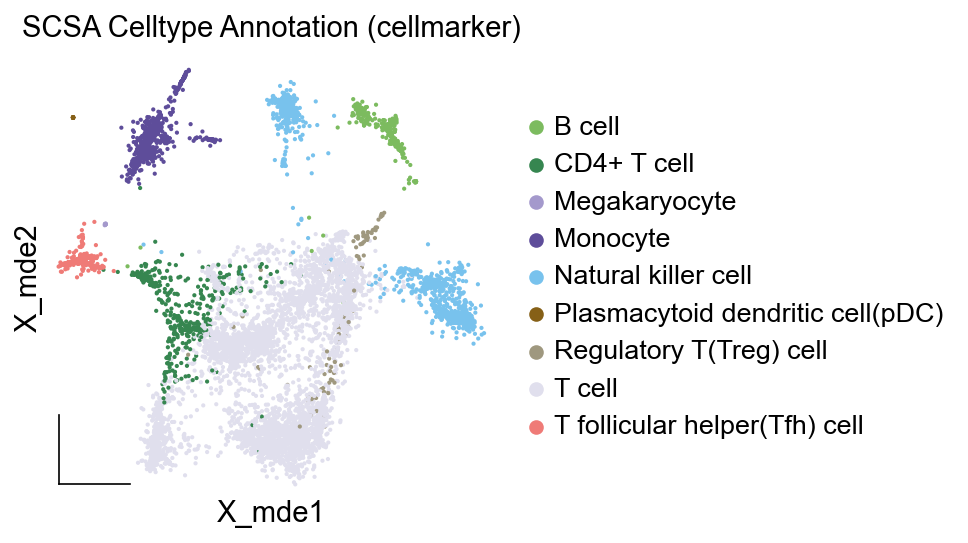 SCSA Celltype Annotation (cellmarker)
B cell
CD4+ T cell
Megakaryocyte
Monocyte
Natural killer cell
Plasmacytoid dendritic cell(pDC)
Regulatory T(Treg) cell
T cell
T follicular helper(Tfh) cell
X_mde2
X_mde1